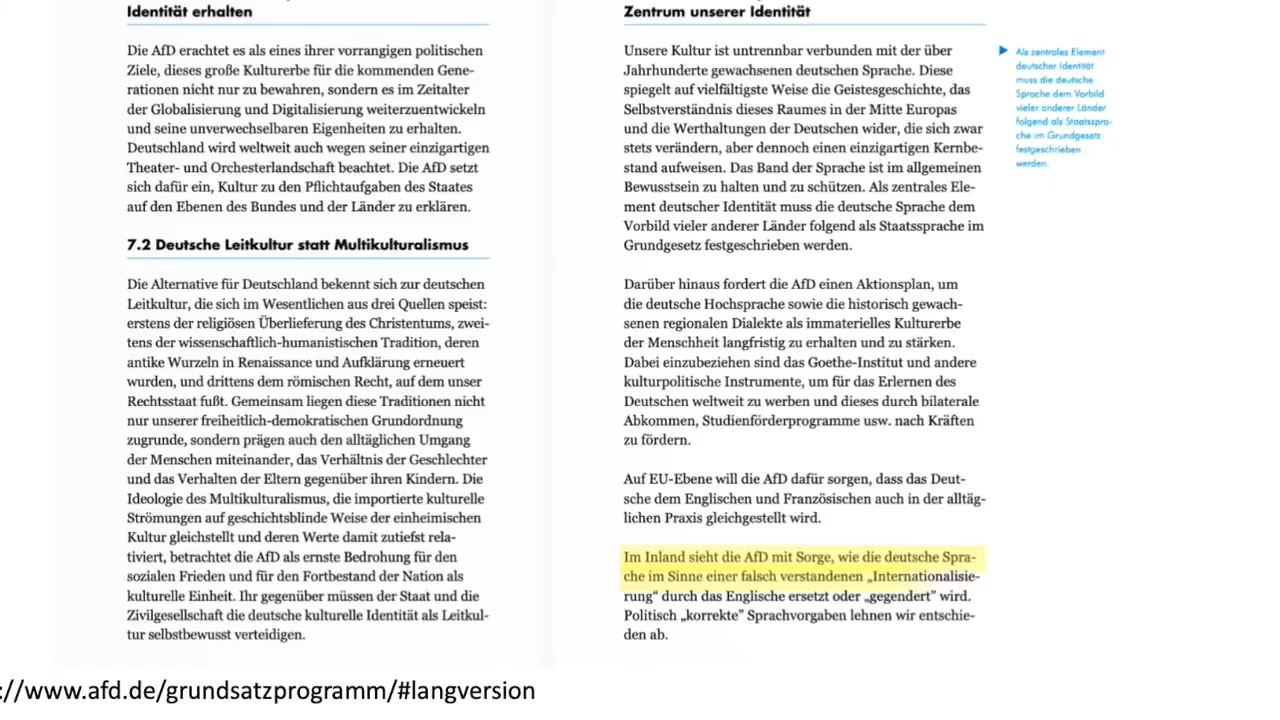 Identität erhalten
Die AfD erachtet es als eines ihrer vorrangigen politischen
Ziele, dieses große Kulturerbe für die kommenden Gene-
rationen nicht nur zu bewahren, sondern es im Zeitalter
der Globalisierung und Digitalisierung weiterzuentwickeln
und seine unverwechselbaren Eigenheiten zu erhalten.
Deutschland wird weltweit auch wegen seiner einzigartigen
Theater- und Orchesterlandschaft beachtet. Die AfD setzt
sich dafür ein, Kultur zu den Pflichtaufgaben des Staates
auf den Ebenen des Bundes und der Länder zu erklären.
7.2 Deutsche Leitkultur statt Multikulturalismus
Die Alternative für Deutschland bekennt sich zur deutschen
Leitkultur, die sich im Wesentlichen aus drei Quellen speist:
erstens der religiösen Überlieferung des Christentums, zwei-
tens der wissenschaftlich-humanistischen Tradition, deren
antike Wurzeln in Renaissance und Aufklärung erneuert
wurden, und drittens dem römischen Recht, auf dem unser
Rechtsstaat fußt. Gemeinsam liegen diese Traditionen nicht
nur unserer freiheitlich-demokratischen Grundordnung
zugrunde, sondern prägen auch den alltäglichen Umgang
der Menschen miteinander, das Verhältnis der Geschlechter
und das Verhalten der Eltern gegenüber ihren Kindern. Die
Ideologie des Multikulturalismus, die importierte kulturelle
Strömungen auf geschichtsblinde Weise der einheimischen
Kultur gleichstellt und deren Werte damit zutiefst rela-
tiviert, betrachtet die AfD als ernste Bedrohung für den
sozialen Frieden und für den Fortbestand der Nation als
kulturelle Einheit. Ihr gegenüber müssen der Staat und die
Zivilgesellschaft die deutsche kulturelle Identität als Leitkul-
tur selbstbewusst verteidigen.
Zentrum unserer Identität
Unsere Kultur ist untrennbar verbunden mit der über
Jahrhunderte gewachsenen deutschen Sprache. Diese
spiegelt auf vielfältigste Weise die Geistesgeschichte, das
Selbstverständnis dieses Raumes in der Mitte Europas
und die Werthaltungen der Deutschen wider, die sich zwar
stets verändern, aber dennoch einen einzigartigen Kernbe-
stand aufweisen. Das Band der Sprache ist im allgemeinen
Bewusstsein zu halten und zu schützen. Als zentrales Ele-
ment deutscher Identität muss die deutsche Sprache dem
Vorbild vieler anderer Länder folgend als Staatssprache im
Grundgesetz festgeschrieben werden.
Darüber hinaus fordert die AfD einen Aktionsplan, um
die deutsche Hochsprache sowie die historisch gewach-
senen regionalen Dialekte als immaterielles Kulturerbe
der Menschheit langfristig zu erhalten und zu stärken.
Dabei einzubeziehen sind das Goethe-Institut und andere
kulturpolitische Instrumente, um für das Erlernen des
Deutschen weltweit zu werben und dieses durch bilaterale
Abkommen, Studienförderprogramme usw. nach Kräften
zu fördern.
Auf EU-Ebene will die AfD dafür sorgen, dass das Deut-
sche dem Englischen und Französischen auch in der alltäg-
lichen Praxis gleichgestellt wird.
Im Inland sieht die AfD mit Sorge, wie die deutsche Spra-
che im Sinne einer falsch verstandenen „Internationalisie-
rung“ durch das Englische ersetzt oder „gegendert” wird.
Politisch „korrekte” Sprachvorgaben lehnen wir entschie-
den ab.
Als zentrales Element
deutscher Identität
muss die deutsche
Sprache dem Vorbild
vieler anderer Länder
folgend als Staatsspra-
che im Grundgesetz
festgeschrieben
werden.
://www.afd.de/grundsatzprogramm/#langversion